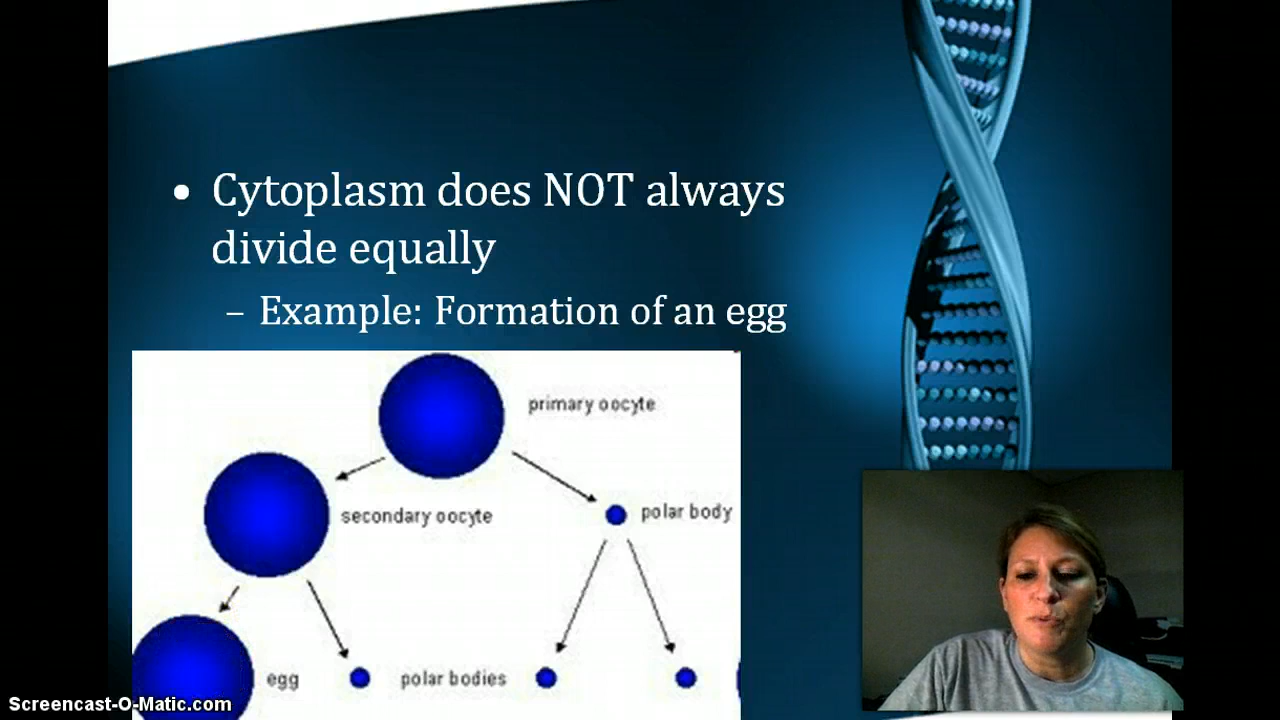 • Cytoplasm does NOT always
divide equally
– Example: Formation of an egg
primary oocyte
secondary oocyte
polar body
egg
polar bodies
Screencast-O-Matic.com